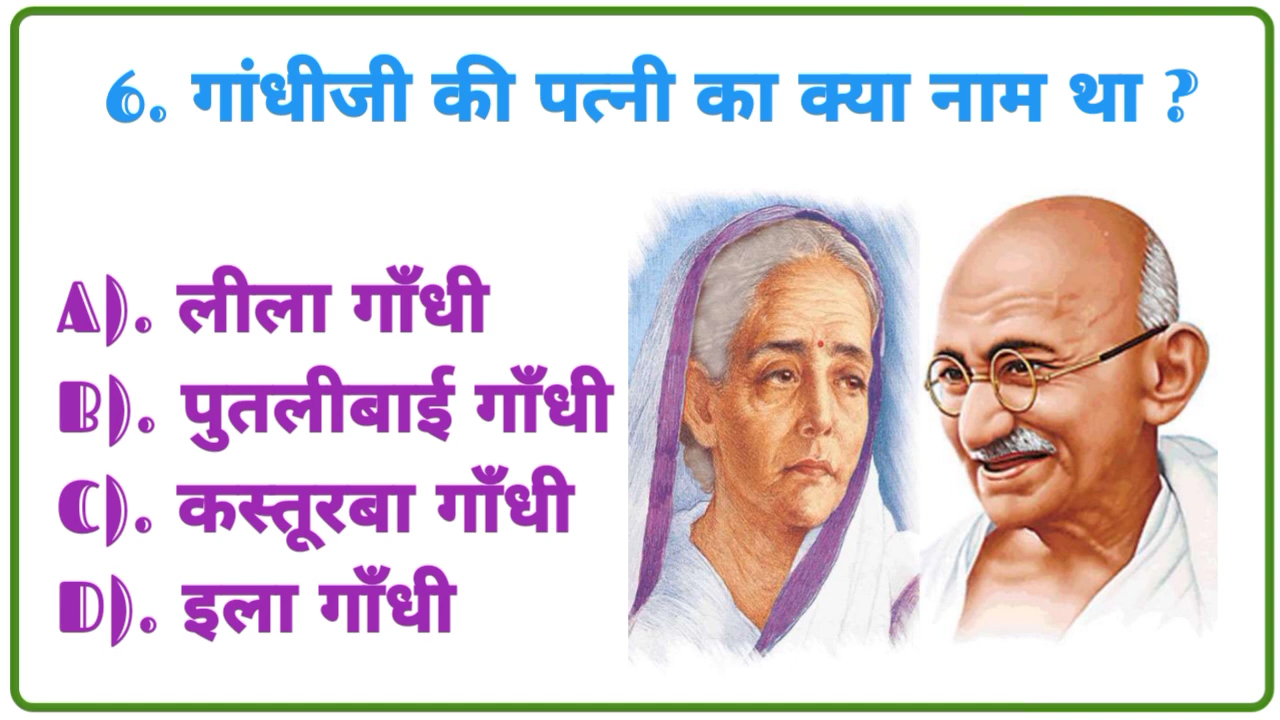 6. गांधीजी की पत्नी का क्या नाम था ?
A). लीला गाँधी
B). पुतलीबाई गाँधी
C). कस्तूरबा गाँधी
D). इला गाँधी